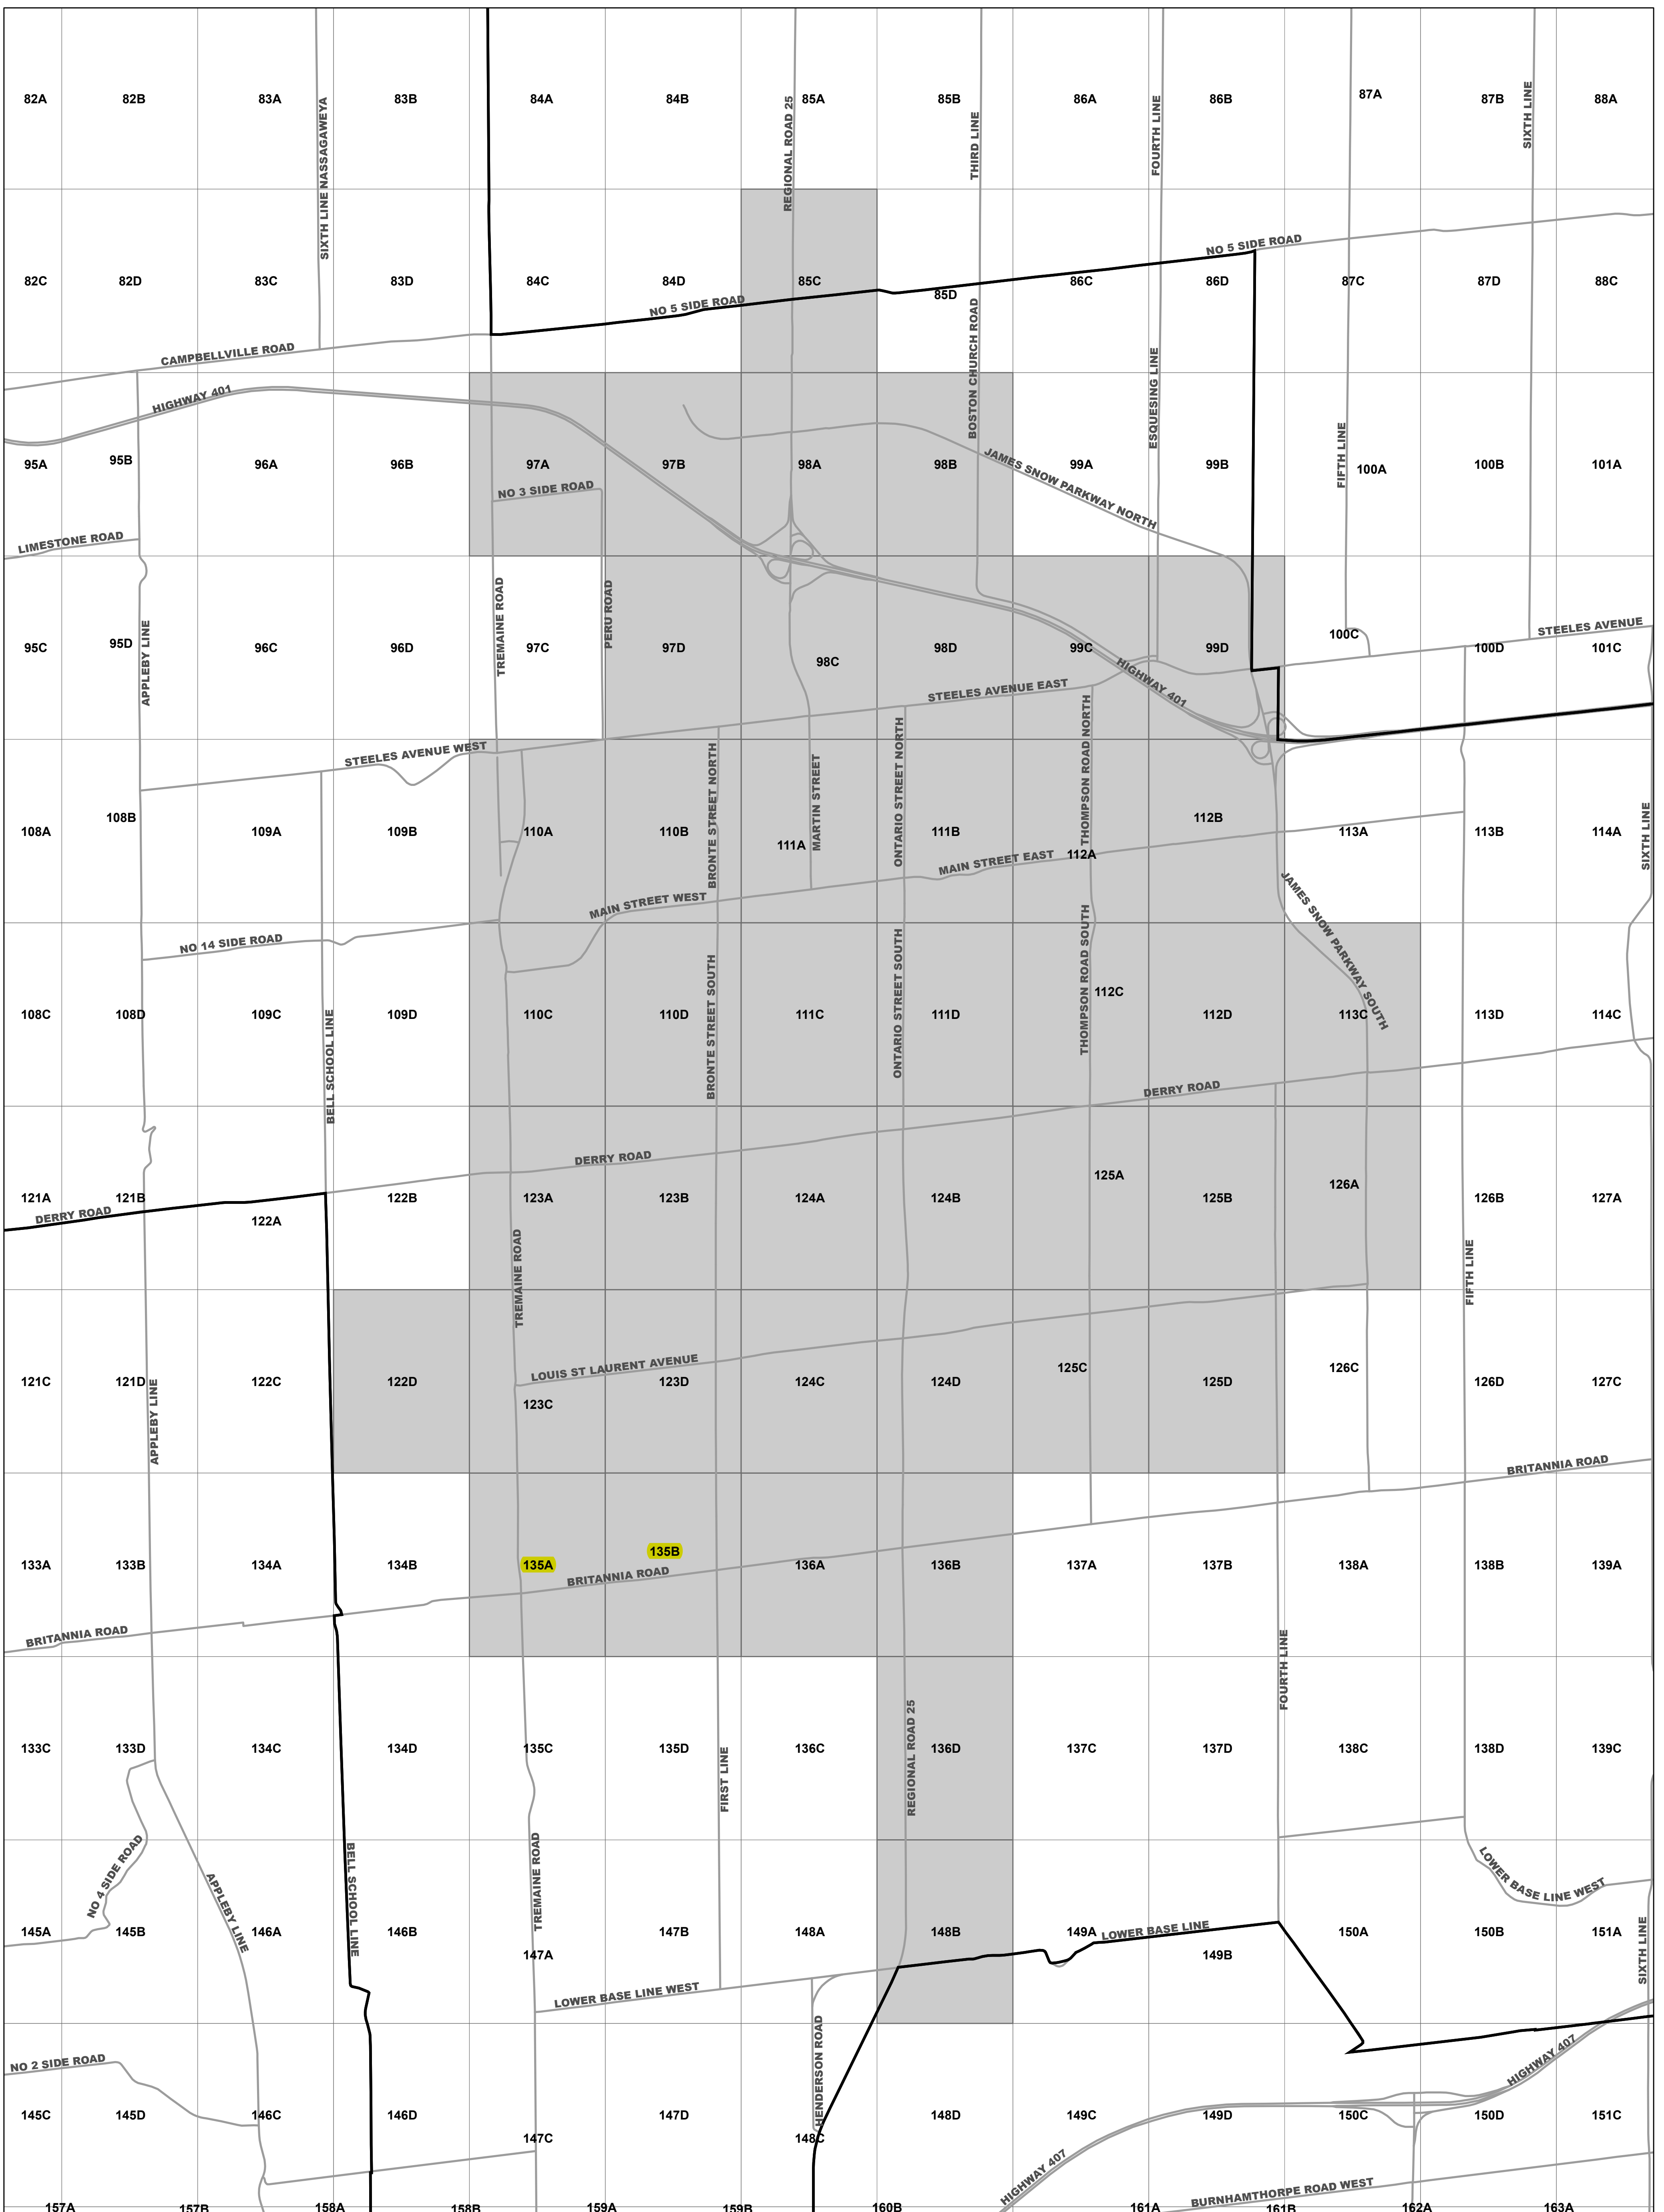 82A 82B 83A 83B 84A 84B 85A 85B 86A 86B 87A 87B 88A
SIXTH LINE NASSAGAWEYA
REGIONAL ROAD 25
THIRD LINE
FOURTH LINE
SIXTH LINE
82C 82D 83C 83D 84C 84D 85C 85D 86C 86D 87C 87D 88C
NO 5 SIDE ROAD
NO 5 SIDE ROAD
CAMPBELLVILLE ROAD
HIGHWAY 401
BOSTON CHURCH ROAD
ESQUESING LINE
FIFTH LINE
JAMES SNOW PARKWAY NORTH
95A 95B 96A 96B 97A 97B 98A 98B 99A 99B 100A 100B 101A
NO 3 SIDE ROAD
LIMESTONE ROAD
APPLEBY LINE
TREMAINE ROAD
PERU ROAD
95C 95D 96C 96D 97C 97D 98C 98D 99C 99D 100C 100D 101C
STEELES AVENUE
HIGHWAY 401
STEELES AVENUE EAST
STEELES AVENUE WEST
BRONTE STREET NORTH
MARTIN STREET
ONTARIO STREET NORTH
THOMPSON ROAD NORTH
SIXTH LINE
108A 108B 109A 109B 110A 110B 111A 111B 112A 112B 113A 113B 114A
MAIN STREET EAST
MAIN STREET WEST
NO 14 SIDE ROAD
JAMES SNOW PARKWAY SOUTH
BELL SCHOOL LINE
BRONTE STREET SOUTH
ONTARIO STREET SOUTH
THOMPSON ROAD SOUTH
108C 108D 109C 109D 110C 110D 111C 111D 112C 112D 113C 113D 114C
DERRY ROAD
DERRY ROAD
121A 121B 122A 122B 123A 123B 124A 124B 125A 125B 126A 126B 127A
DERRY ROAD
TREMAINE ROAD
FIFTH LINE
APPLEBY LINE
LOUIS ST LAURENT AVENUE
121C 121D 122C 122D 123C 123D 124C 124D 125C 125D 126C 126D 127C
BRITANNIA ROAD
133A 133B 134A 134B 135A 135B 136A 136B 137A 137B 138A 138B 139A
BRITANNIA ROAD
BRITANNIA ROAD
FOURTH LINE
133C 133D 134C 134D 135C 135D 136C 136D 137C 137D 138C 138D 139C
FIRST LINE
REGIONAL ROAD 25
NO 4 SIDE ROAD
APPLEBY LINE
BELL SCHOOL LINE
TREMAINE ROAD
LOWER BASE LINE WEST
145A 145B 146A 146B 147A 147B 148A 148B 149A 149B 150A 150B 151A
LOWER BASE LINE
SIXTH LINE
LOWER BASE LINE WEST
HENDERSON ROAD
NO 2 SIDE ROAD
HIGHWAY 407
145C 145D 146C 146D 147C 147D 148C 148D 149C 149D 150C 150D 151C
HIGHWAY 407
BURNHAMTHORPE ROAD WEST
157A 157B 158A 158B 159A 159B 160B 161A 161B 162A 163A